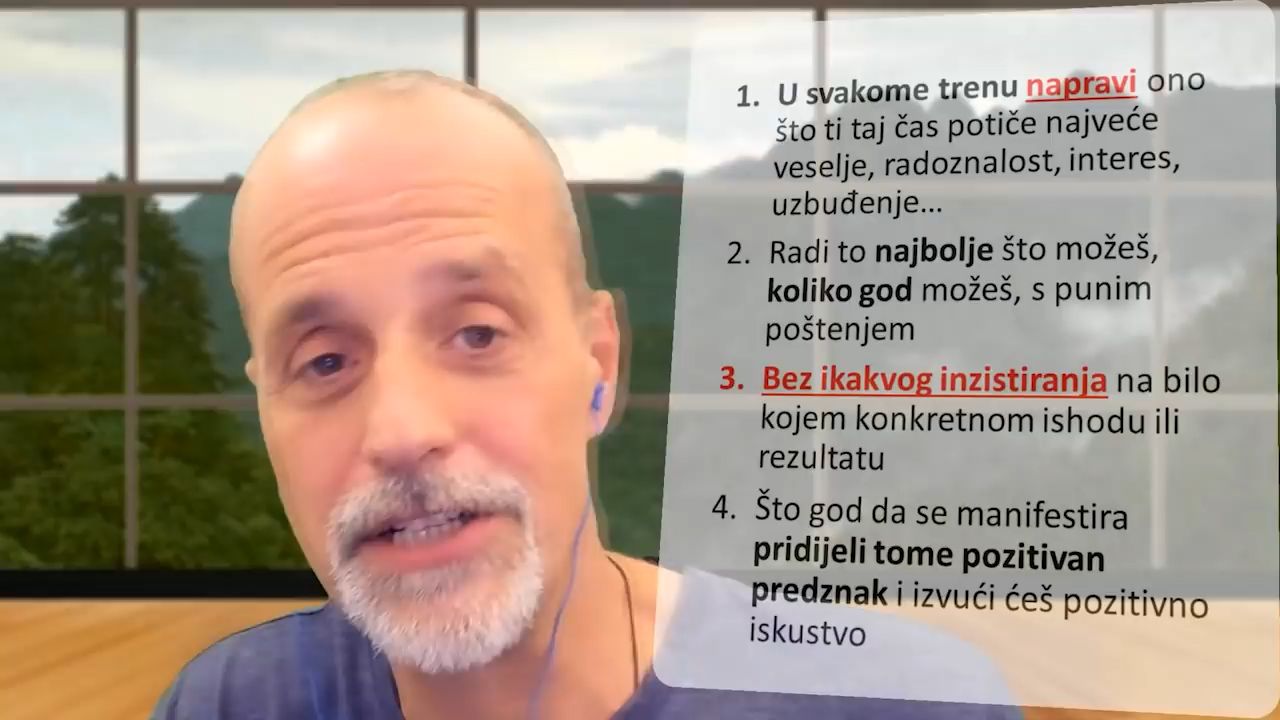 1. U svakome trenu napravi ono
što ti taj čas potiče najveće
veselje, radoznalost, interes,
uzbuđenje...
2. Radi to najbolje što možeš,
koliko god možeš, s punim
poštenjem
3. Bez ikakvog inzistiranja na bilo
kojem konkretnom ishodu ili
rezultatu
4. Što god da se manifestira
pridijeli tome pozitivan
predznak i izvući ćeš pozitivno
iskustvo